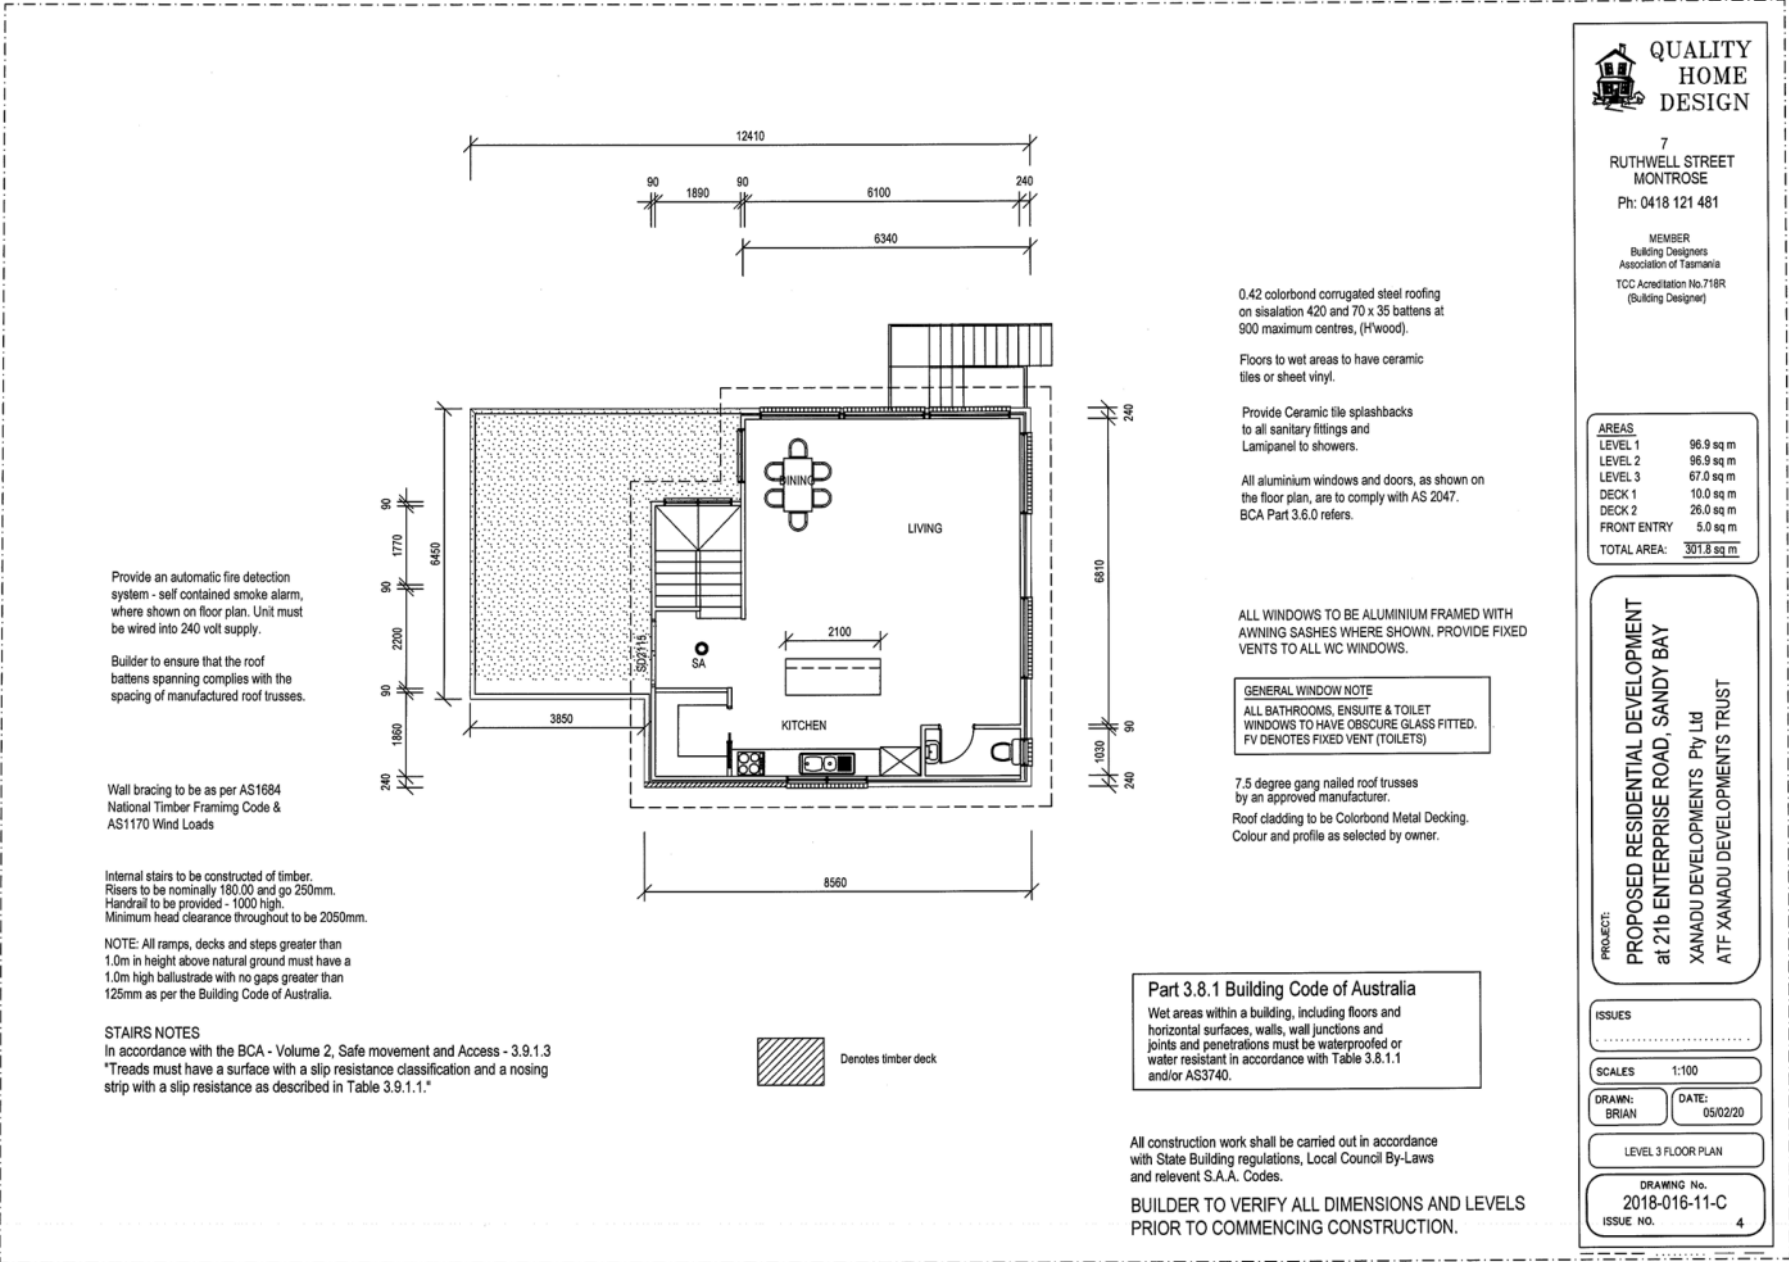 QUALITY
HOME
DESIGN
7
RUTHWELL STREET
MONTROSE
Ph: 0418 121 481
MEMBER
Building Designers
Association of Tasmania
TCC Acreditation No.718R
(Building Designer)
12410
90
1890
90
6100
240
6340
0.42 colorbond corrugated steel roofing
on sisalation 420 and 70 x 35 battens at
900 maximum centres, (H'wood).
Floors to wet areas to have ceramic
tiles or sheet vinyl.
Provide Ceramic tile splashbacks
to all sanitary fittings and
Lamipanel to showers.
All aluminium windows and doors, as shown on
the floor plan, are to comply with AS 2047.
BCA Part 3.6.0 refers.
ALL WINDOWS TO BE ALUMINIUM FRAMED WITH
AWNING SASHES WHERE SHOWN. PROVIDE FIXED
VENTS TO ALL WC WINDOWS.
GENERAL WINDOW NOTE
ALL BATHROOMS, ENSUITE & TOILET
WINDOWS TO HAVE OBSCURE GLASS FITTED.
FV DENOTES FIXED VENT (TOILETS)
7.5 degree gang nailed roof trusses
by an approved manufacturer.
Roof cladding to be Colorbond Metal Decking.
Colour and profile as selected by owner.
240
6810
90
1030
240
DINING
LIVING
2100
SA
SD2115
KITCHEN
6450
90
1770
90
2200
90
1860
240
3850
8560
Provide an automatic fire detection
system - self contained smoke alarm,
where shown on floor plan. Unit must
be wired into 240 volt supply.
Builder to ensure that the roof
battens spanning complies with the
spacing of manufactured roof trusses.
Wall bracing to be as per AS1684
National Timber Framimg Code &
AS1170 Wind Loads
Internal stairs to be constructed of timber.
Risers to be nominally 180.00 and go 250mm.
Handrail to be provided - 1000 high.
Minimum head clearance throughout to be 2050mm.
NOTE: All ramps, decks and steps greater than
1.0m in height above natural ground must have a
1.0m high ballustrade with no gaps greater than
125mm as per the Building Code of Australia.
STAIRS NOTES
In accordance with the BCA - Volume 2, Safe movement and Access - 3.9.1.3
"Treads must have a surface with a slip resistance classification and a nosing
strip with a slip resistance as described in Table 3.9.1.1."
Denotes timber deck
Part 3.8.1 Building Code of Australia
Wet areas within a building, including floors and
horizontal surfaces, walls, wall junctions and
joints and penetrations must be waterproofed or
water resistant in accordance with Table 3.8.1.1
and/or AS3740.
All construction work shall be carried out in accordance
with State Building regulations, Local Council By-Laws
and relevent S.A.A. Codes.
BUILDER TO VERIFY ALL DIMENSIONS AND LEVELS
PRIOR TO COMMENCING CONSTRUCTION.
AREAS
LEVEL 1 96.9 sq m
LEVEL 2 96.9 sq m
LEVEL 3 67.0 sq m
DECK 1 10.0 sq m
DECK 2 26.0 sq m
FRONT ENTRY 5.0 sq m
TOTAL AREA: 301.8 sq m
PROJECT:
PROPOSED RESIDENTIAL DEVELOPMENT
at 21b ENTERPRISE ROAD, SANDY BAY
XANADU DEVELOPMENTS Pty Ltd
ATF XANADU DEVELOPMENTS TRUST
ISSUES
SCALES 1:100
DRAWN:
BRIAN
DATE:
05/02/20
LEVEL 3 FLOOR PLAN
DRAWING No.
2018-016-11-C
ISSUE NO. 4